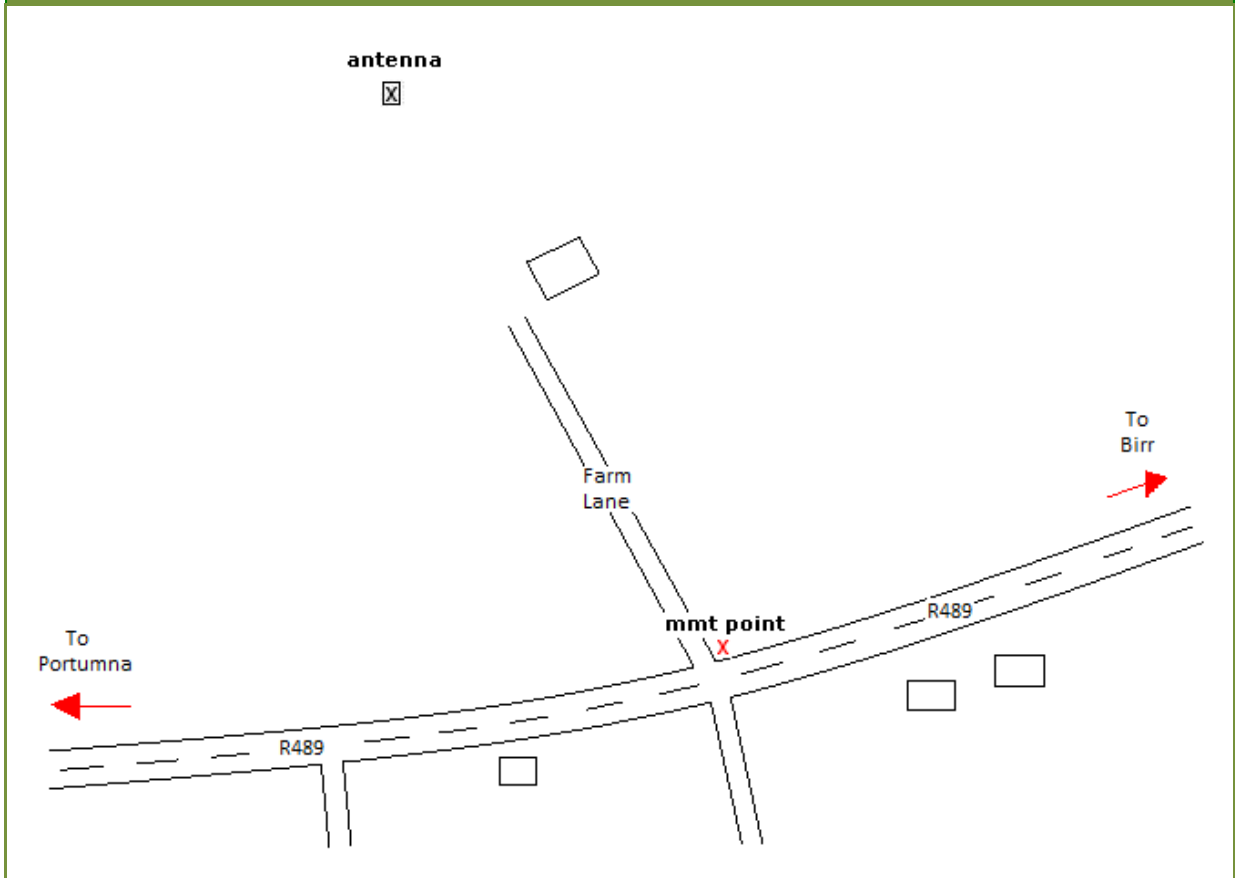 antenna
X
Farm
Lane
To
Birr
R489
mmt point
X
To
Portumna
R489